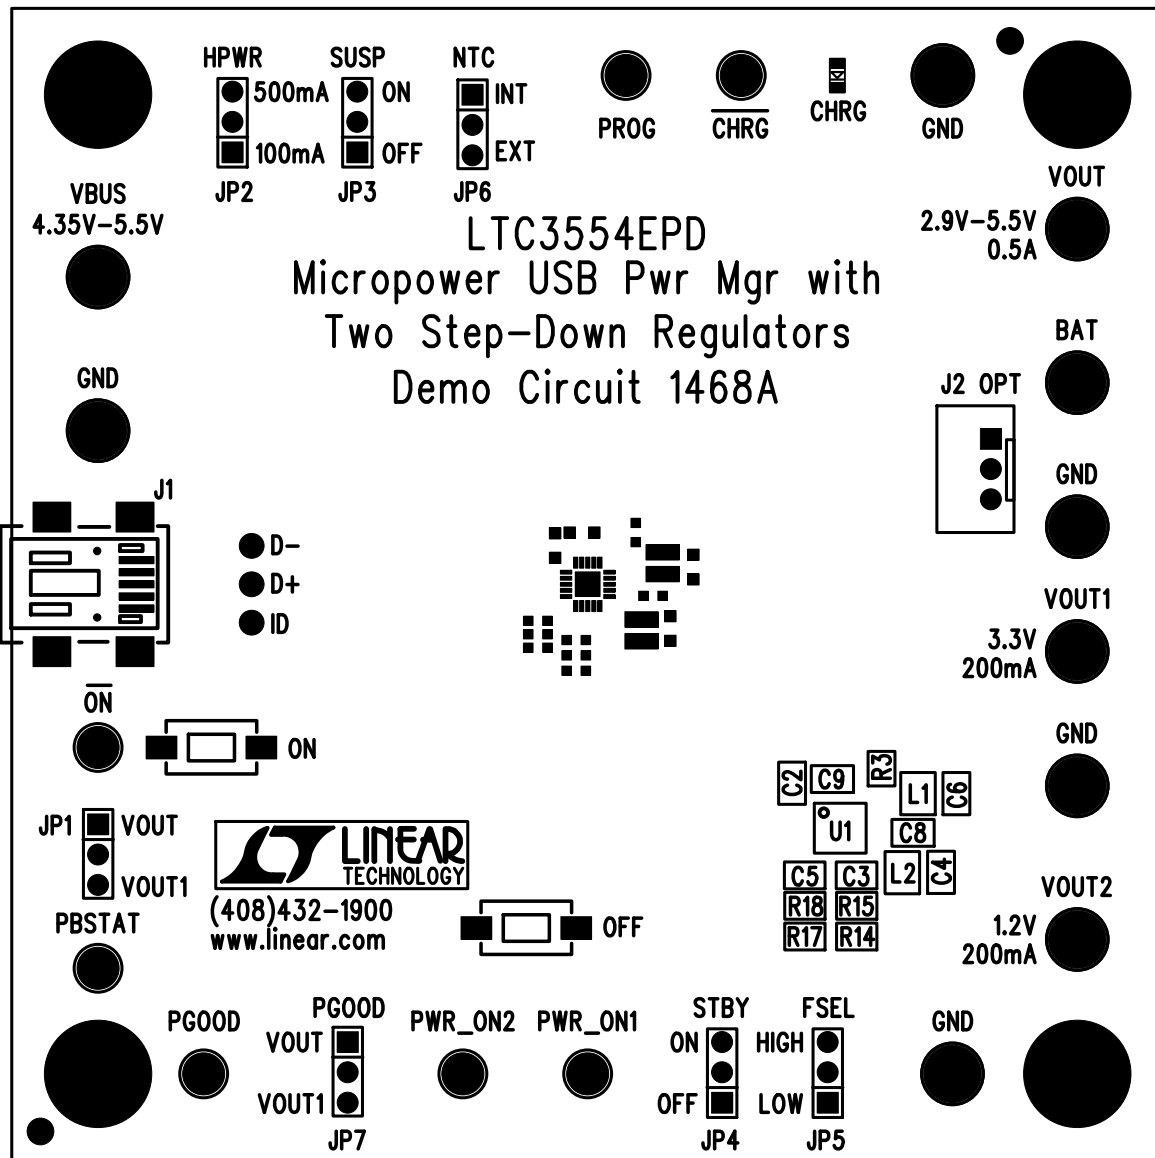 HPWR
500mA
100mA
JP2
SUSP
ON
OFF
JP3
NTC
INT
EXT
JP6
PROG
CHRG
CHRG
GND
VBUS
4.35V-5.5V
VOUT
2.9V-5.5V
0.5A
LTC3554EPD
Micropower USB Pwr Mgr with
Two Step-Down Regulators
Demo Circuit 1468A
GND
BAT
J2 OPT
GND
J1
D-
D+
ID
VOUT1
3.3V
200mA
ON
ON
GND
C2
C9
R3
L1
C6
U1
C8
C5
C3
L2
C4
R18
R15
R17
R14
JP1
VOUT
VOUT1
LINEAR
TECHNOLOGY
(408)432-1900
www.linear.com
OFF
VOUT2
1.2V
200mA
PBSTAT
PGOOD
PGOOD
VOUT
VOUT1
JP7
PWR_ON2
PWR_ON1
STBY
ON
OFF
JP4
FSEL
HIGH
LOW
JP5
GND